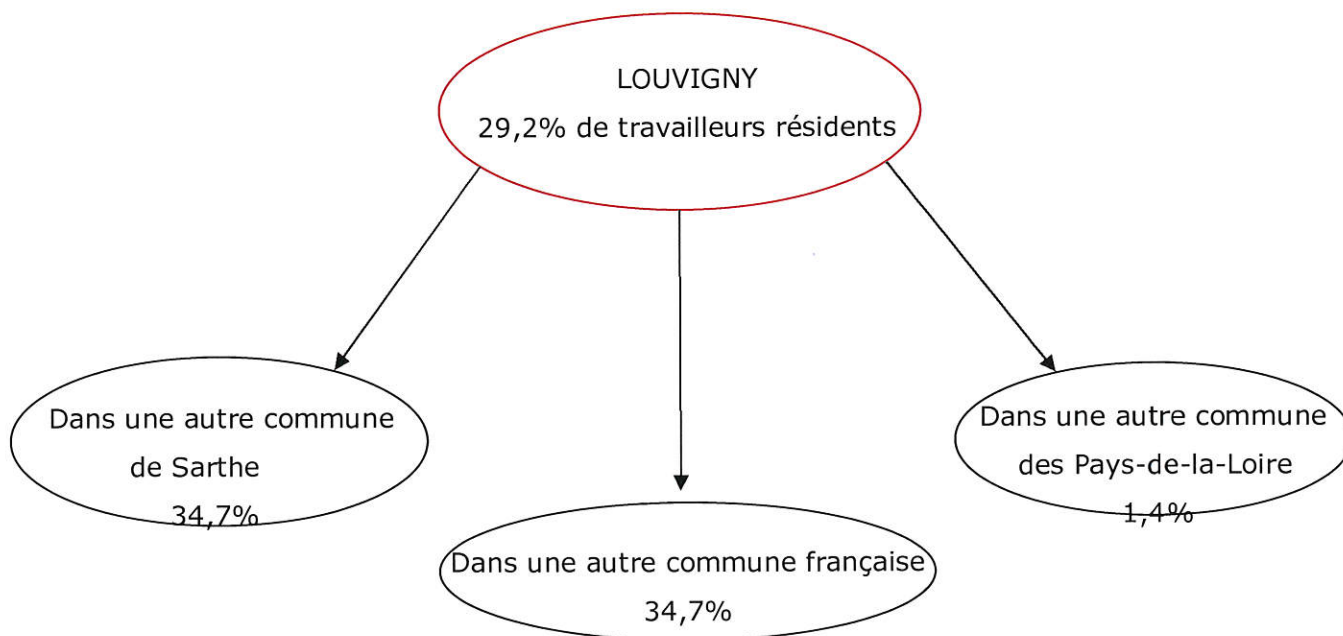 LOUVIGNY
29,2% de travailleurs résidents
Dans une autre commune
de Sarthe
34,7%
Dans une autre commune française
34,7%
Dans une autre commune
des Pays-de-la-Loire
1,4%